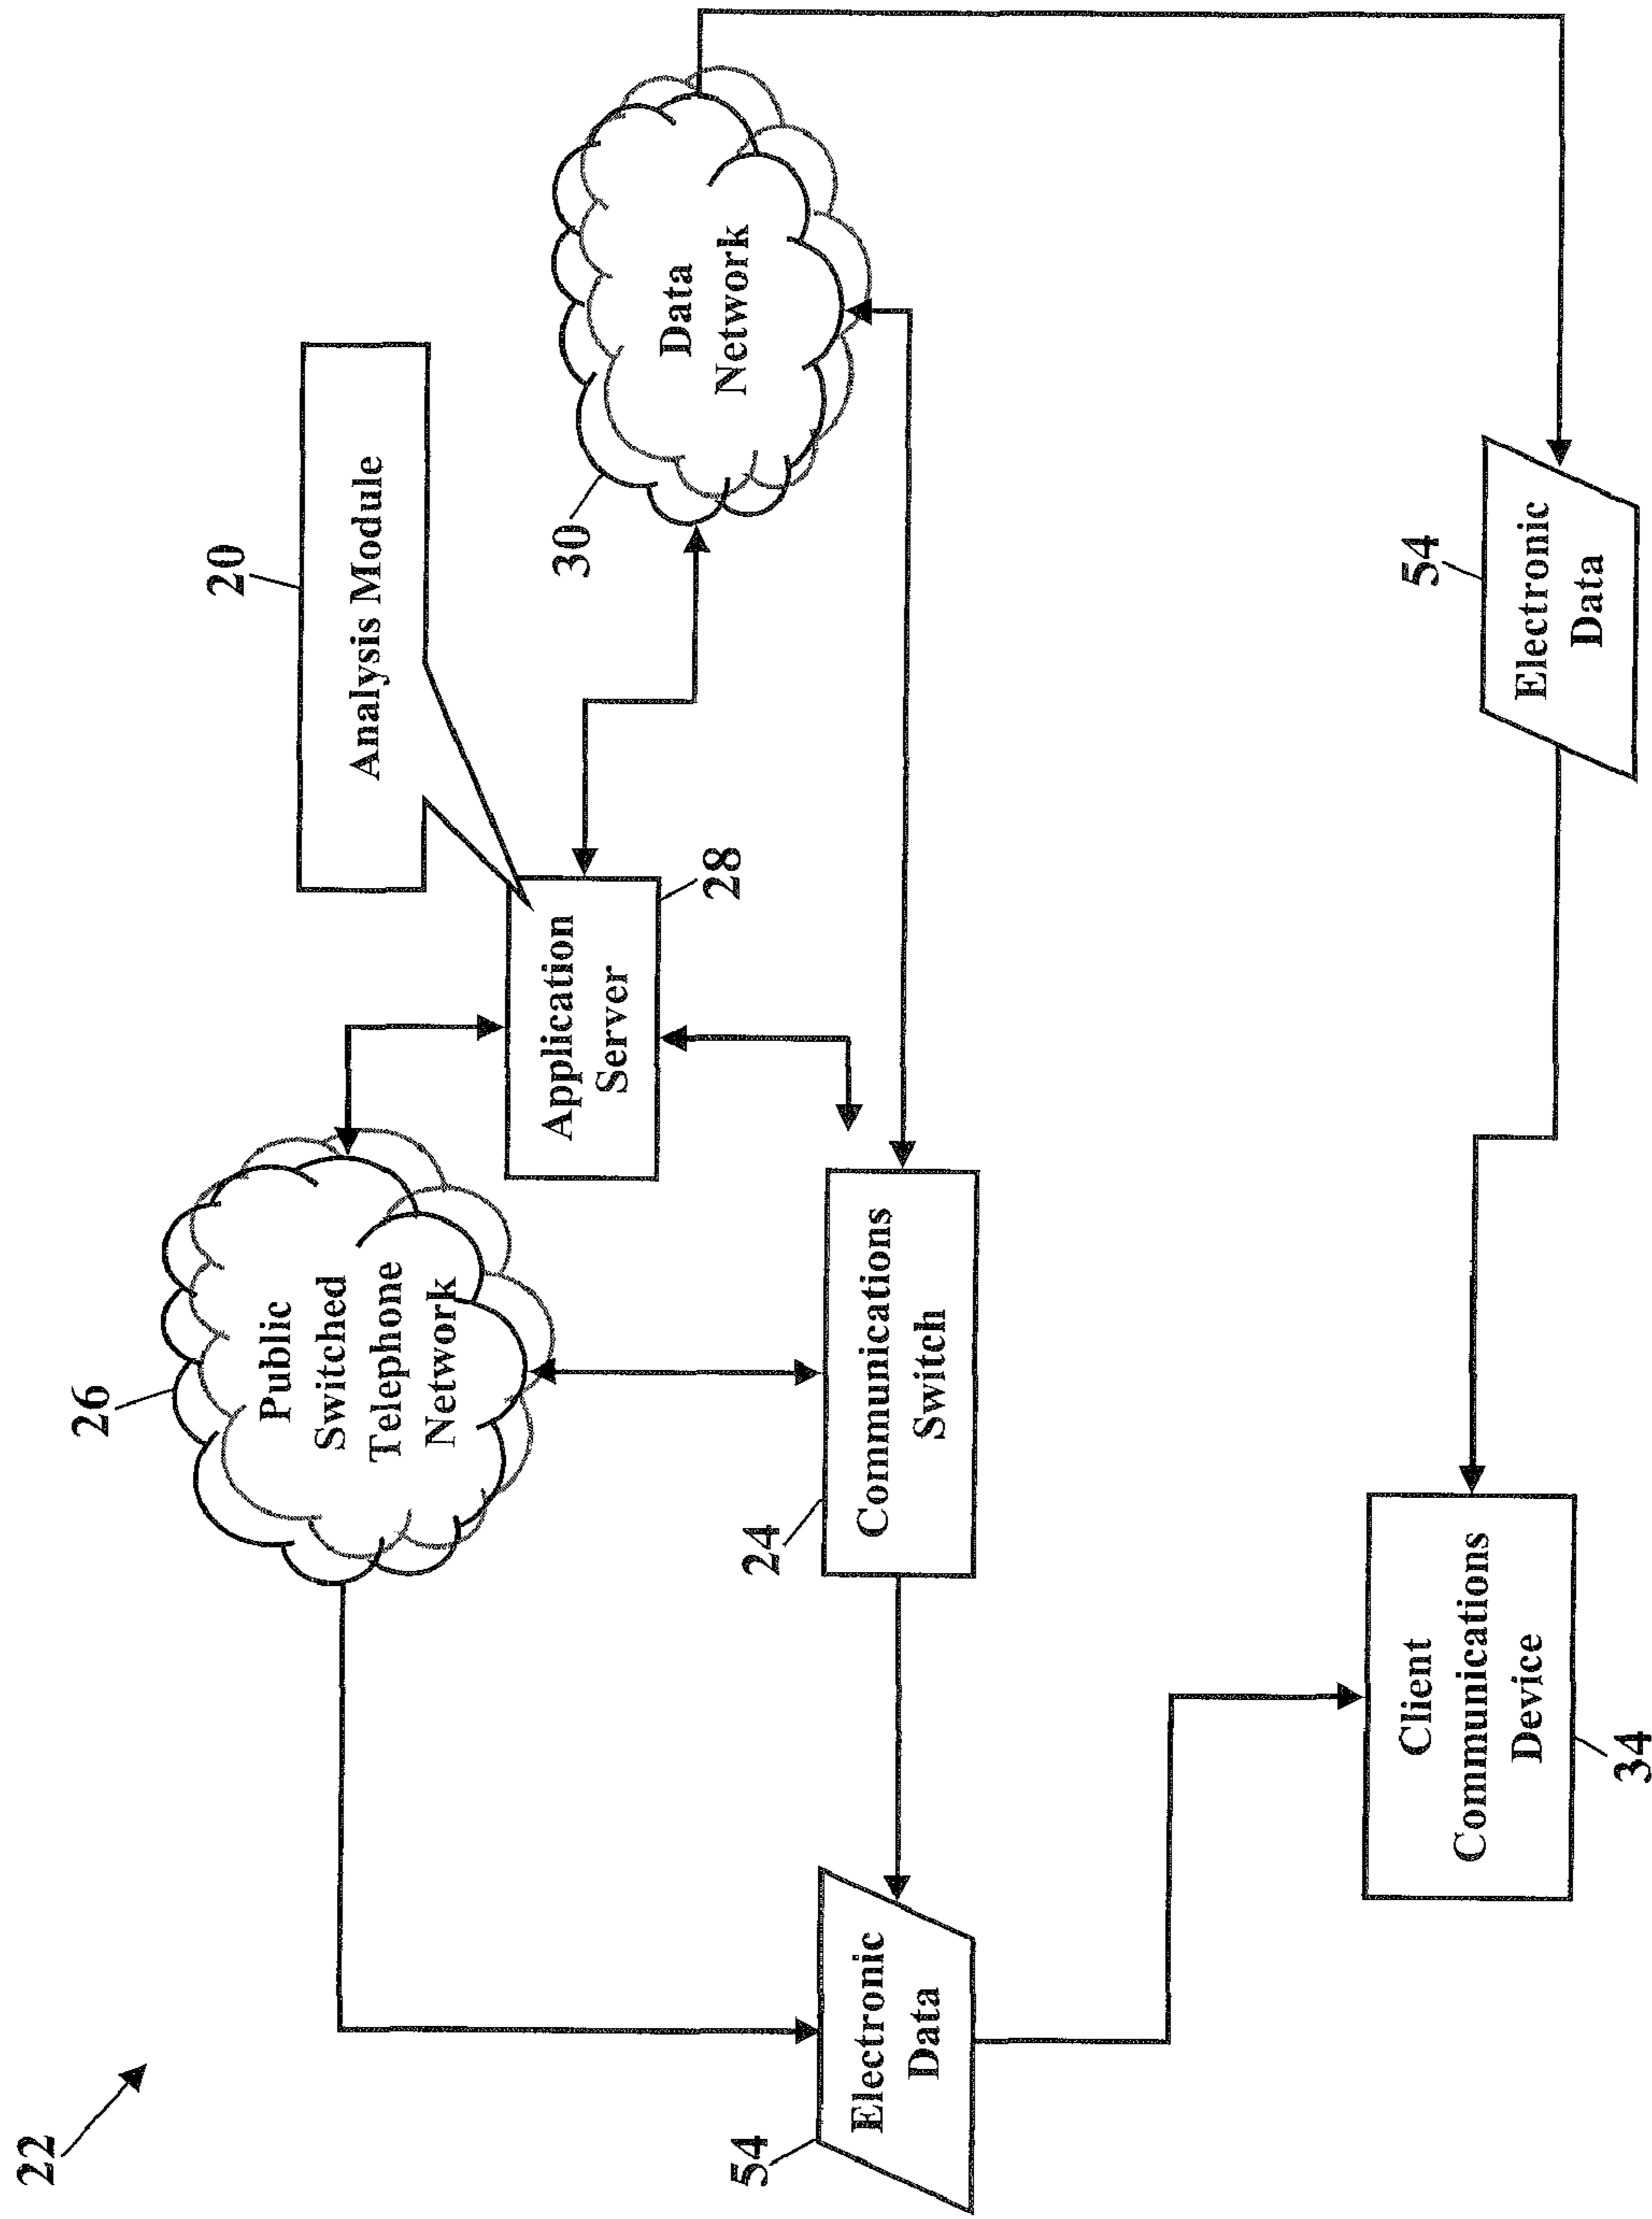 22
26
Public
Switched
Telephone
Network
20
Analysis Module
Application
Server
28
30
Data
Network
24
Communications
Switch
54
Electronic
Data
Client
Communications
Device
34
54
Electronic
Data